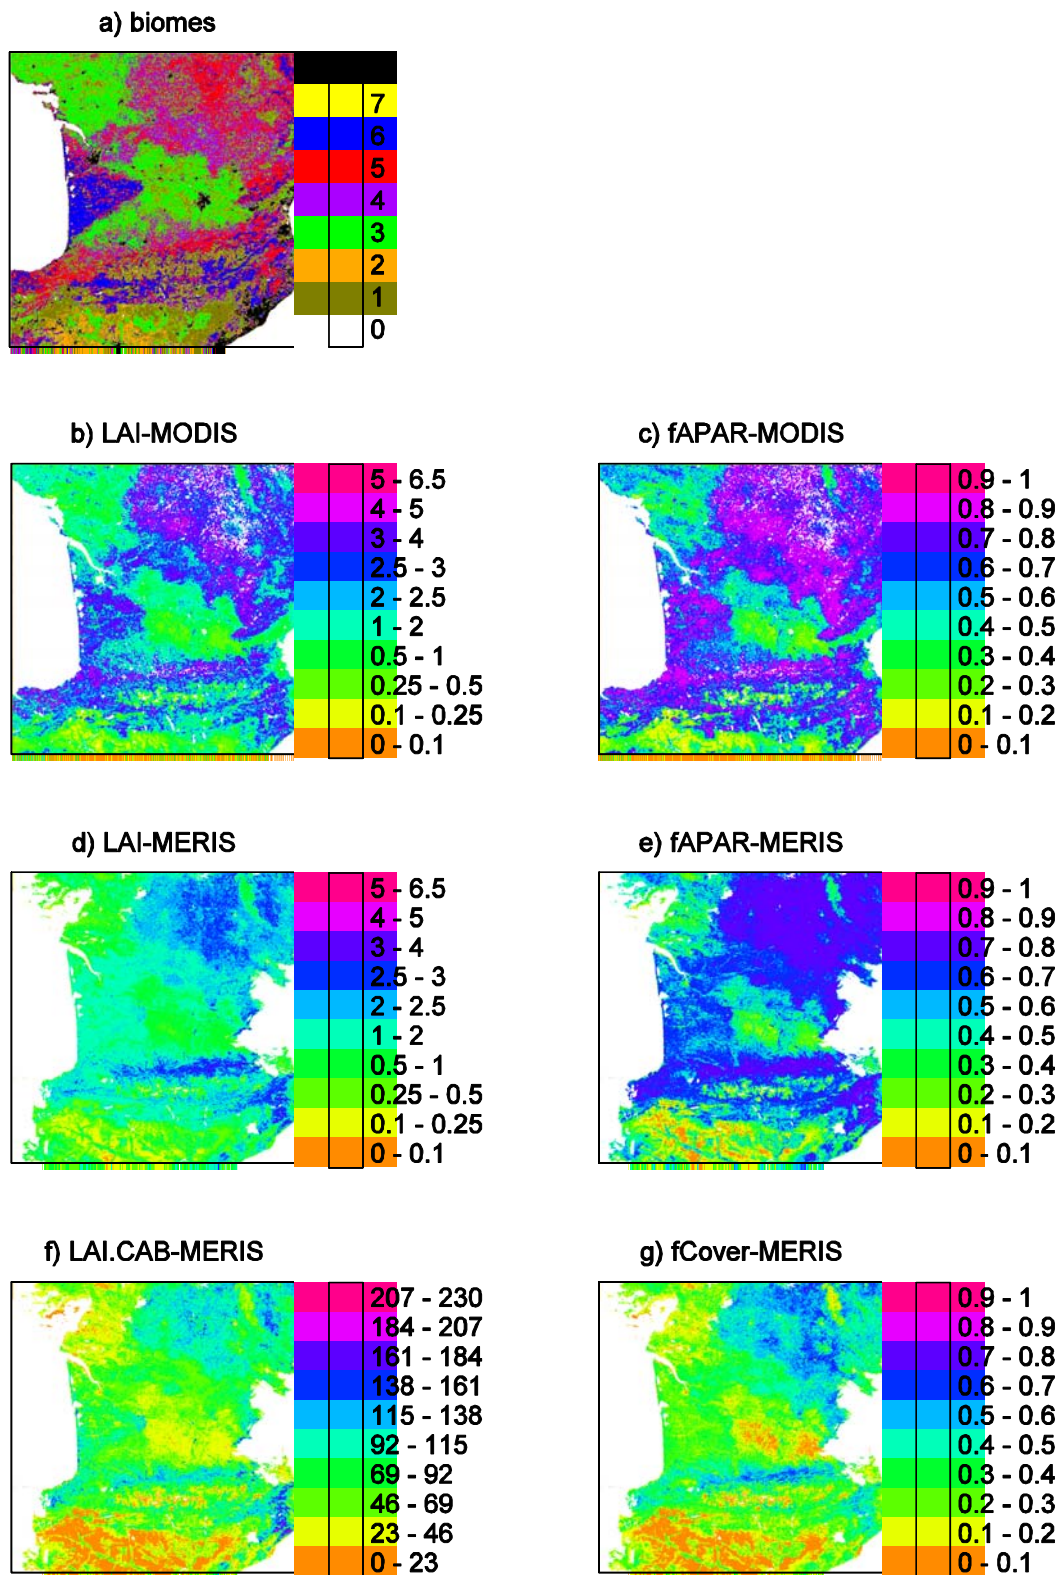 a) biomes
7
6
5
4
3
2
1
0
b) LAI-MODIS
5 - 6.5
4 - 5
3 - 4
2.5 - 3
2 - 2.5
1 - 2
0.5 - 1
0.25 - 0.5
0.1 - 0.25
0 - 0.1
c) fAPAR-MODIS
0.9 - 1
0.8 - 0.9
0.7 - 0.8
0.6 - 0.7
0.5 - 0.6
0.4 - 0.5
0.3 - 0.4
0.2 - 0.3
0.1 - 0.2
0 - 0.1
d) LAI-MERIS
5 - 6.5
4 - 5
3 - 4
2.5 - 3
2 - 2.5
1 - 2
0.5 - 1
0.25 - 0.5
0.1 - 0.25
0 - 0.1
e) fAPAR-MERIS
0.9 - 1
0.8 - 0.9
0.7 - 0.8
0.6 - 0.7
0.5 - 0.6
0.4 - 0.5
0.3 - 0.4
0.2 - 0.3
0.1 - 0.2
0 - 0.1
f) LAI.CAB-MERIS
207 - 230
184 - 207
161 - 184
138 - 161
115 - 138
92 - 115
69 - 92
46 - 69
23 - 46
0 - 23
g) fCover-MERIS
0.9 - 1
0.8 - 0.9
0.7 - 0.8
0.6 - 0.7
0.5 - 0.6
0.4 - 0.5
0.3 - 0.4
0.2 - 0.3
0.1 - 0.2
0 - 0.1